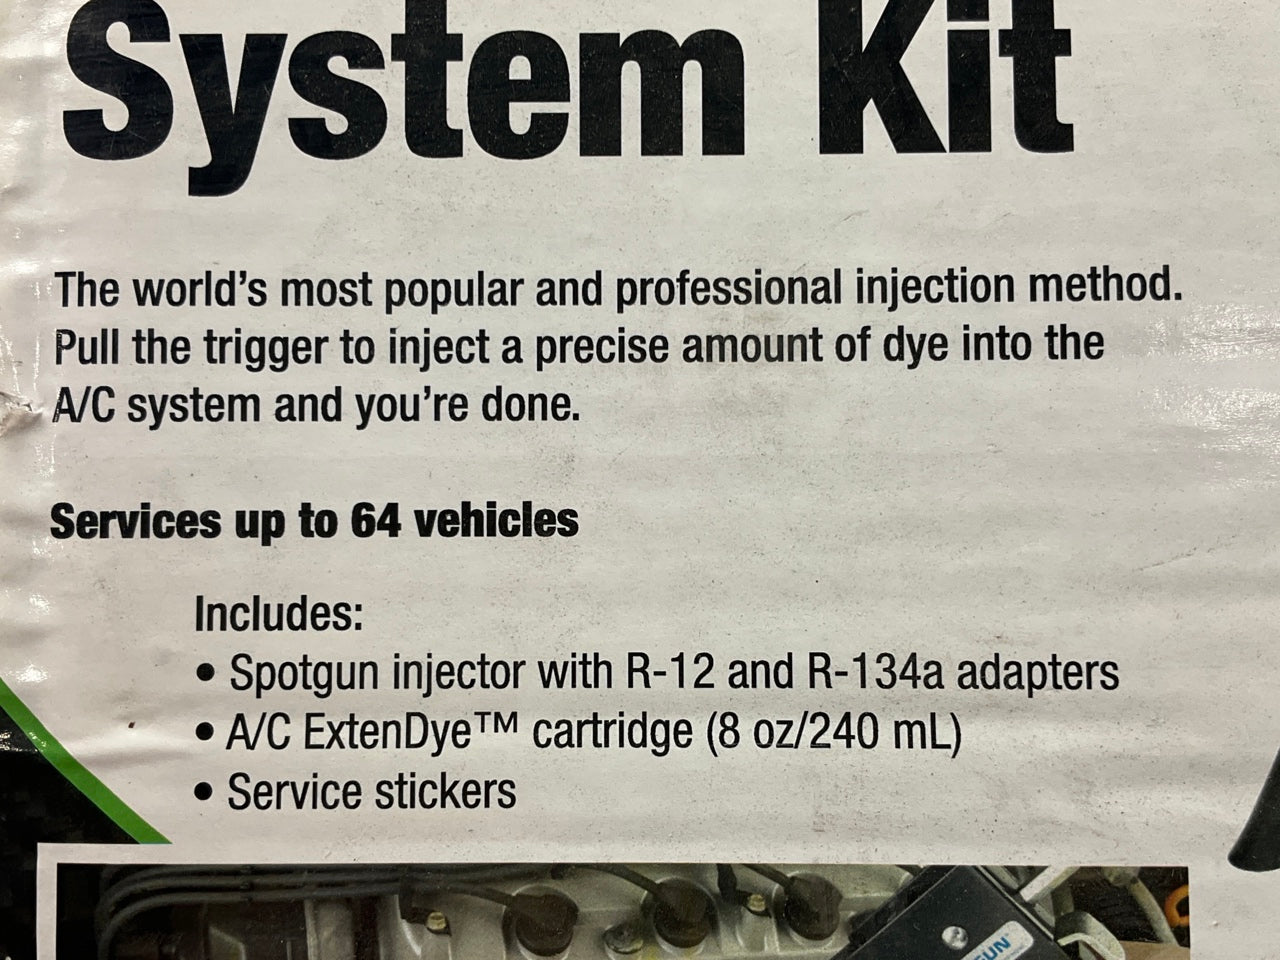 System Kit
The world's most popular and professional injection method.
Pull the trigger to inject a precise amount of dye into the
A/C system and you're done.
Services up to 64 vehicles
Includes:
• Spotgun injector with R-12 and R-134a adapters
• A/C ExtenDye™ cartridge (8 oz/240 mL)
• Service stickers